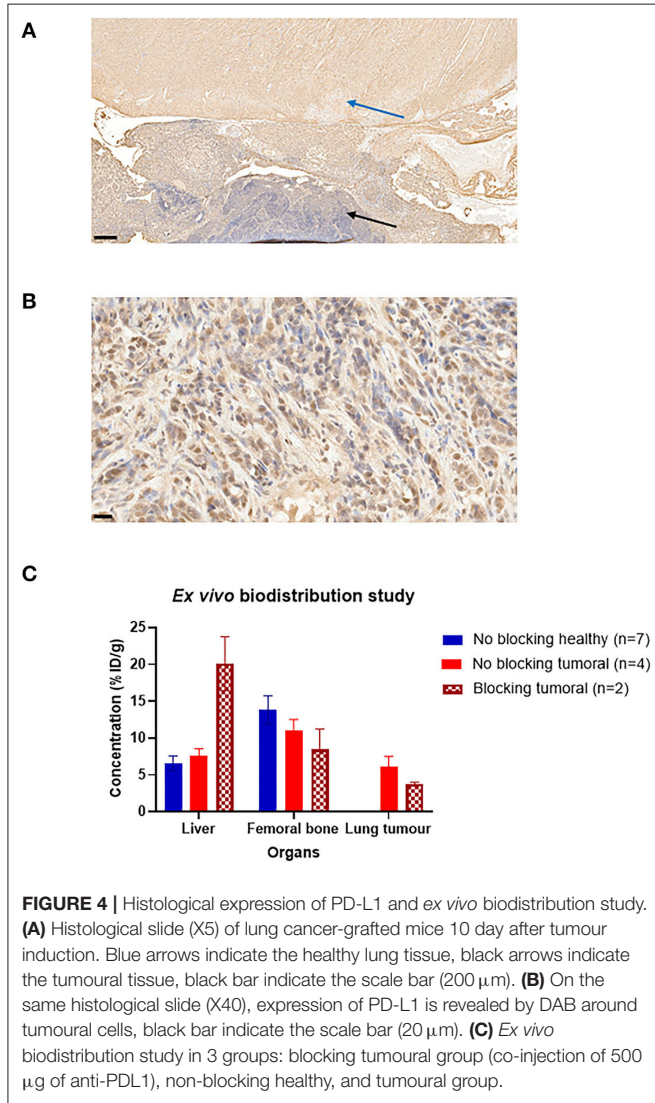 A
B
C
Ex vivo biodistribution study
Concentration (%ID/g)
25
20
15
10
5
0
Liver
Femoral bone
Lung tumour
Organs
No blocking healthy (n=7)
No blocking tumoral (n=4)
Blocking tumoral (n=2)
FIGURE 4 | Histological expression of PD-L1 and ex vivo biodistribution study.
(A) Histological slide (X5) of lung cancer-grafted mice 10 day after tumour
induction. Blue arrows indicate the healthy lung tissue, black arrows indicate
the tumoural tissue, black bar indicate the scale bar (200 μm). (B) On the
same histological slide (X40), expression of PD-L1 is revealed by DAB around
tumoural cells, black bar indicate the scale bar (20 μm). (C) Ex vivo
biodistribution study in 3 groups: blocking tumoural group (co-injection of 500
μg of anti-PDL1), non-blocking healthy, and tumoural group.